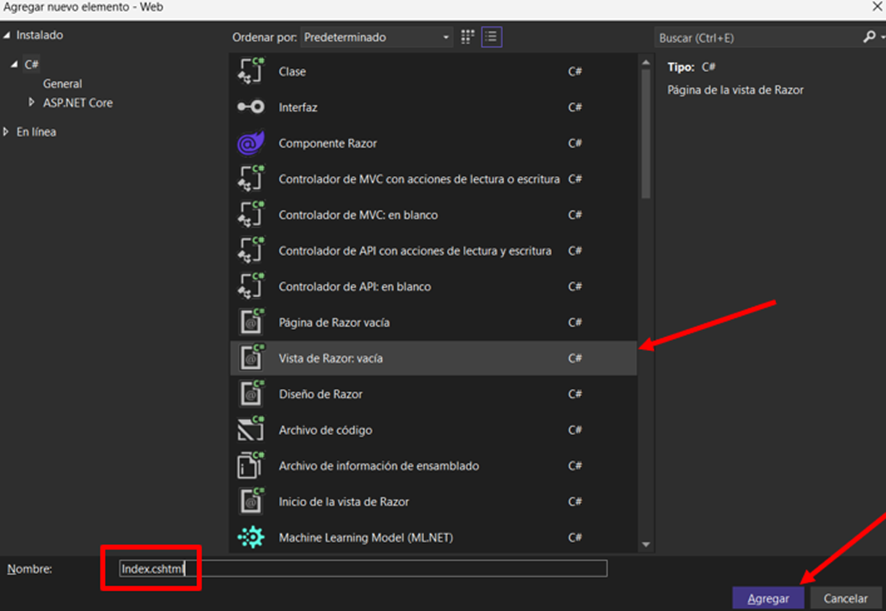 Agregar nuevo elemento - Web
Instalado
C#
General
ASP.NET Core
En línea
Ordenar por: Predeterminado
Clase C#
Interfaz C#
Componente Razor C#
Controlador de MVC con acciones de lectura o escritura C#
Controlador de MVC: en blanco C#
Controlador de API con acciones de lectura y escritura C#
Controlador de API: en blanco C#
Página de Razor vacía C#
Vista de Razor: vacía C#
Diseño de Razor C#
Archivo de código C#
Archivo de información de ensamblado C#
Inicio de la vista de Razor C#
Machine Learning Model (ML.NET) C#
Buscar (Ctrl+E)
Tipo: C#
Página de la vista de Razor
Nombre: Index.cshtml
Agregar Cancelar